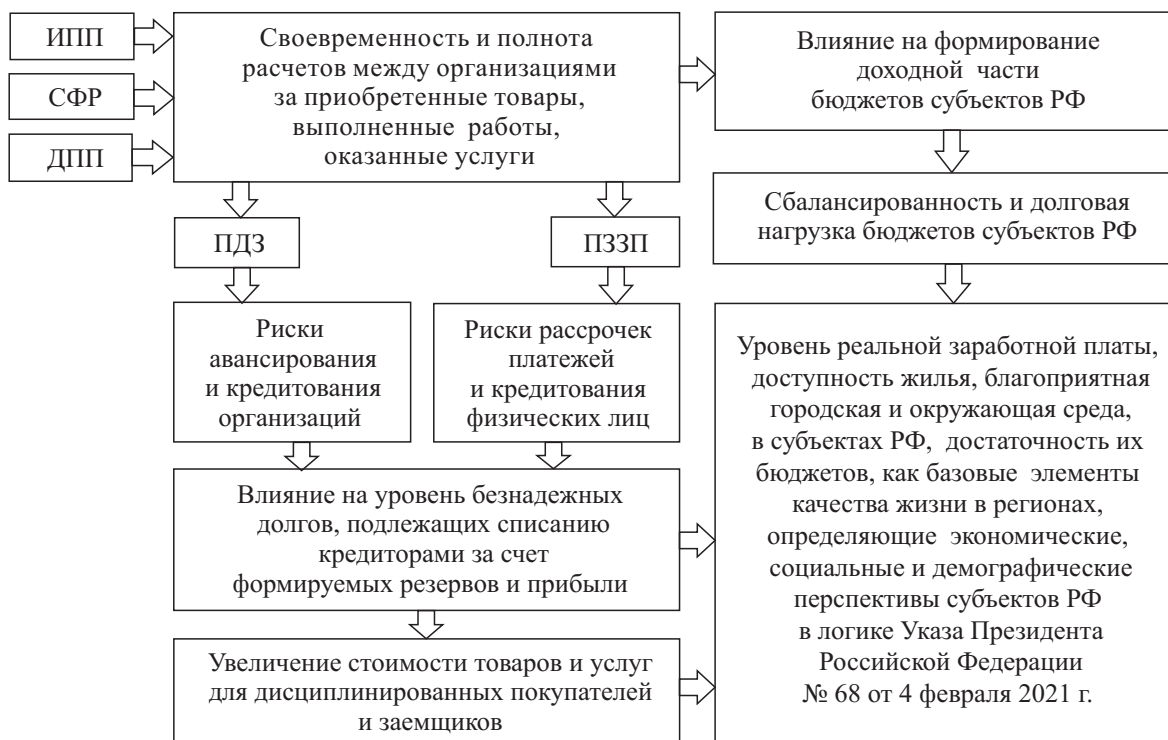 ИПП
СФР
ДПП
Своевременность и полнота
расчетов между организациями
за приобретенные товары,
выполненные работы,
оказанные услуги
Влияние на формирование
доходной части
бюджетов субъектов РФ
Сбалансированность и долговая
нагрузка бюджетов субъектов РФ
ПДЗ
ПЗЗП
Риски
авансирования
и кредитования
организаций
Риски рассрочек
платежей
и кредитования
физических лиц
Уровень реальной заработной платы,
доступность жилья, благоприятная
городская и окружающая среда,
в субъектах РФ, достаточность их
бюджетов, как базовые элементы
качества жизни в регионах,
определяющие экономические,
социальные и демографические
перспективы субъектов РФ
в логике Указа Президента
Российской Федерации
№ 68 от 4 февраля 2021 г.
Влияние на уровень безнадежных
долгов, подлежащих списанию
кредиторами за счет
формируемых резервов и прибыли
Увеличение стоимости товаров и услуг
для дисциплинированных покупателей
и заемщиков